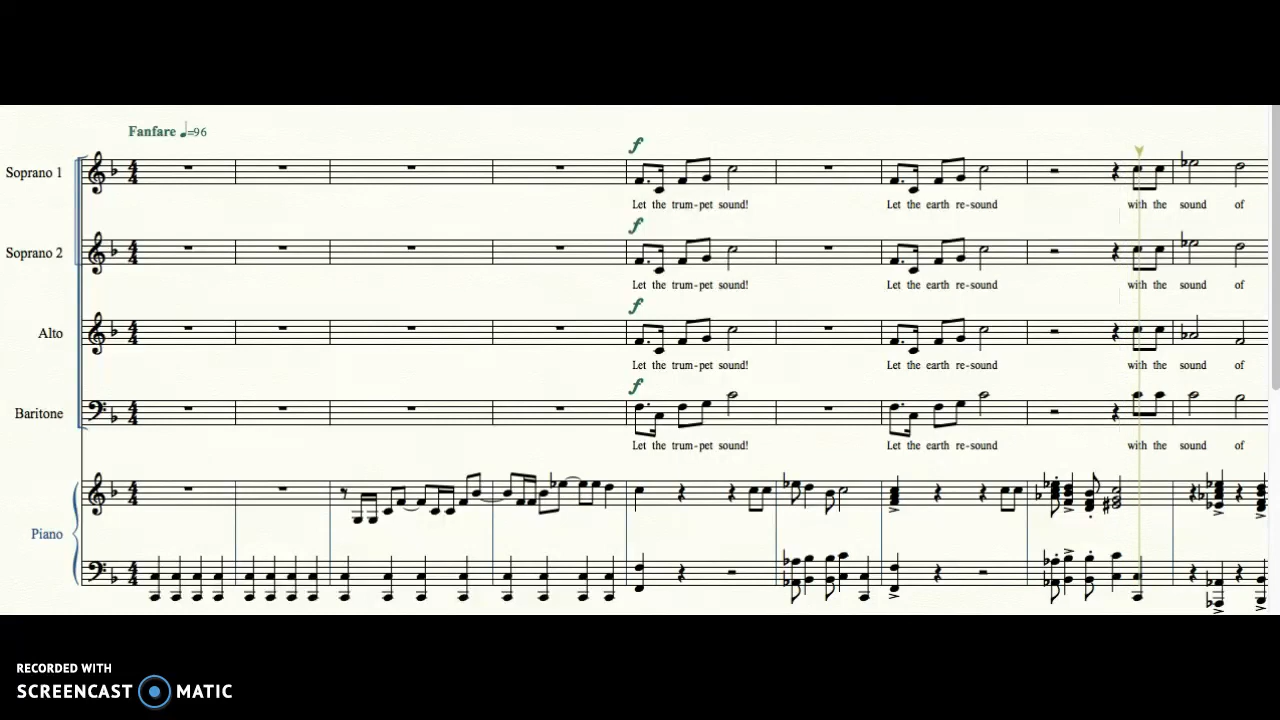 Fanfare ♩=96
f
Soprano 1
Let the trum-pet sound! Let the earth re-sound with the sound of
f
Soprano 2
Let the trum-pet sound! Let the earth re-sound with the sound of
f
Alto
Let the trum-pet sound! Let the earth re-sound with the sound of
f
Baritone
Let the trum-pet sound! Let the earth re-sound with the sound of
Piano
RECORDED WITH
SCREENCAST MATIC